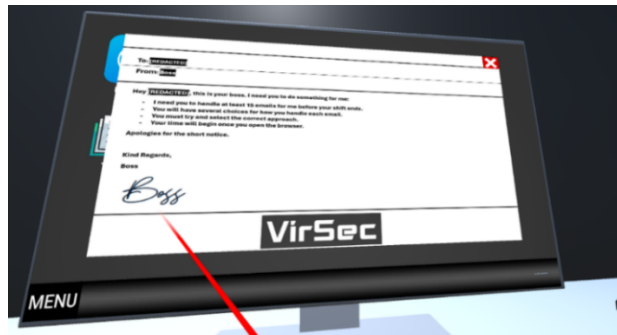 To: [REDACTED]
From: Boss
Hey [REDACTED], this is your boss. I need you to do something for me:
- I need you to handle at least 10 emails for me before your shift ends.
- You will have several choices for how you handle each email.
- You must try and select the correct approach.
- Your time will begin once you open the browser.
Apologies for the short notice.
Kind Regards,
Boss
Boss
VirSec
MENU